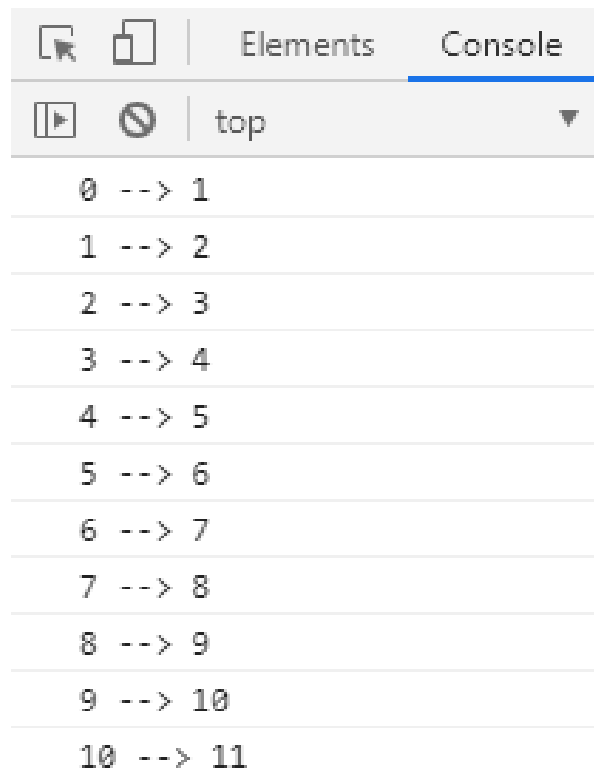 Elements Console
top
0 --> 1
1 --> 2
2 --> 3
3 --> 4
4 --> 5
5 --> 6
6 --> 7
7 --> 8
8 --> 9
9 --> 10
10 --> 11